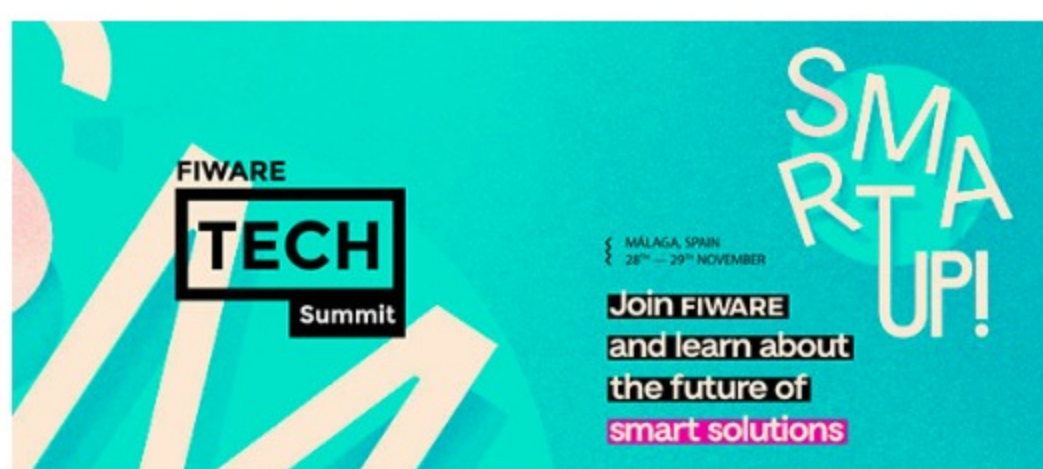 FIWARE
TECH
Summit
MÁLAGA, SPAIN
28TH — 29TH NOVEMBER
Join FIWARE
and learn about
the future of
smart solutions
SMA
RT
UP!